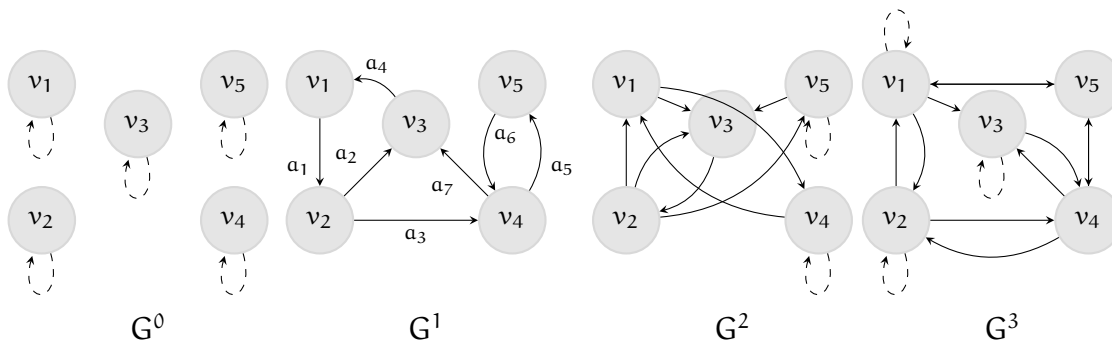 v₁ v₅ v₃ v₂ v₄
G⁰
v₁ a₄ v₅ v₃ a₆ a₁ a₂ a₅ a₇ v₂ a₃ v₄
G¹
v₁ v₅ v₃ v₂ v₄
G²
v₁ v₅ v₃ v₂ v₄
G³